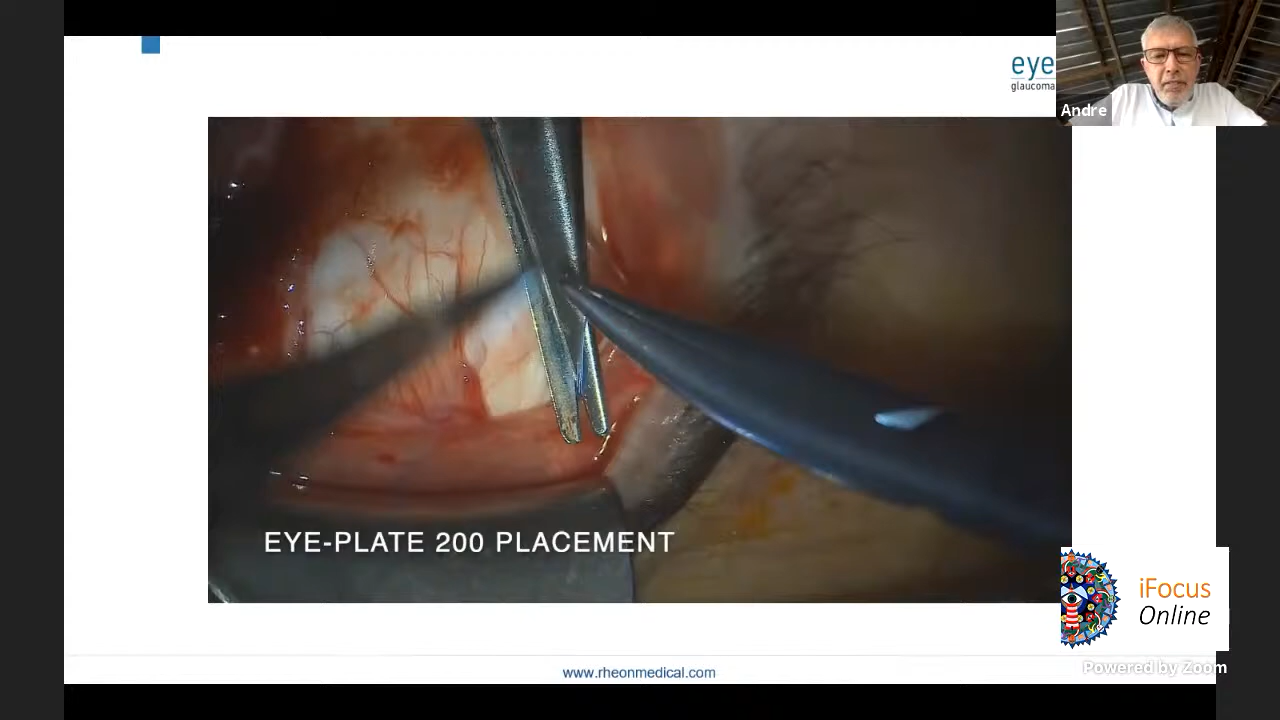 eye
glaucoma
Andre
EYE-PLATE 200 PLACEMENT
iFocus
Online
Powered by Zoom
www.rheonmedical.com